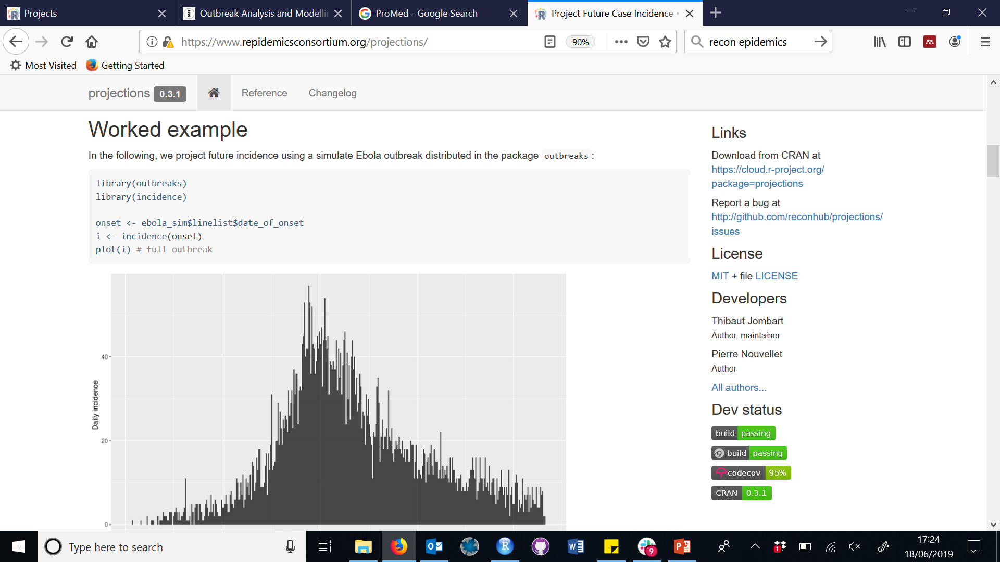 Projects
Outbreak Analysis and Modellin
ProMed - Google Search
Project Future Case Incidence •
https://www.repidemicsconsortium.org/projections/
90%
recon epidemics
Most Visited
Getting Started
projections 0.3.1
Reference
Changelog
Worked example
In the following, we project future incidence using a simulate Ebola outbreak distributed in the package outbreaks :
library(outbreaks)
library(incidence)
onset <- ebola_sim$linelist$date_of_onset
i <- incidence(onset)
plot(i) # full outbreak
Daily incidence
40
20
0
Links
Download from CRAN at
https://cloud.r-project.org/
package=projections
Report a bug at
http://github.com/reconhub/projections/
issues
License
MIT + file LICENSE
Developers
Thibaut Jombart
Author, maintainer
Pierre Nouvellet
Author
All authors...
Dev status
build passing
build passing
codecov 95%
CRAN 0.3.1
Type here to search
9
1
17:24
18/06/2019